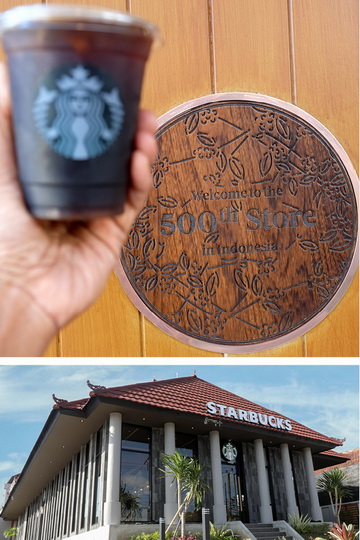 Welcome to the
500th Store
in Indonesia
STARBUCKS